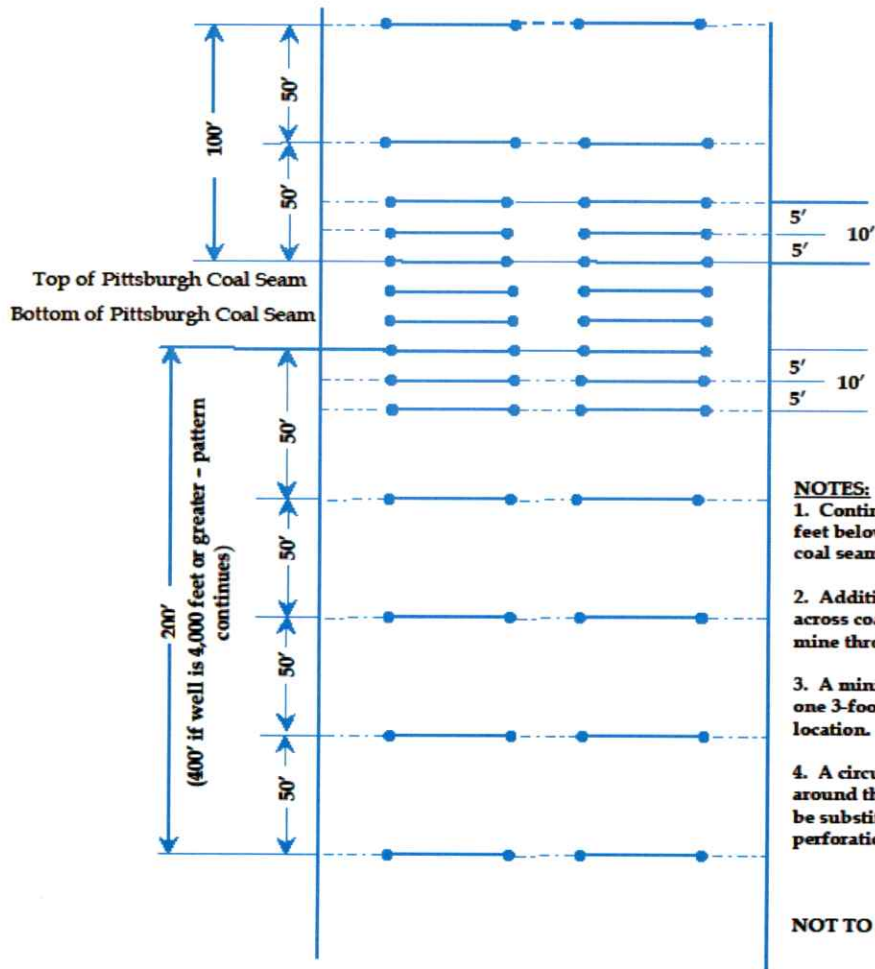 50'
100'
50'
5'
10'
5'
Top of Pittsburgh Coal Seam
Bottom of Pittsburgh Coal Seam
5'
10'
5'
50'
50'
50'
50'
200'
(400' if well is 4,000 feet or greater – pattern
continues)
NOTES:
1. Contin
feet below
coal seam
2. Additi
across co
mine thro
3. A mini
one 3-foo
location.
4. A circu
around th
be substi
perforatio
NOT TO